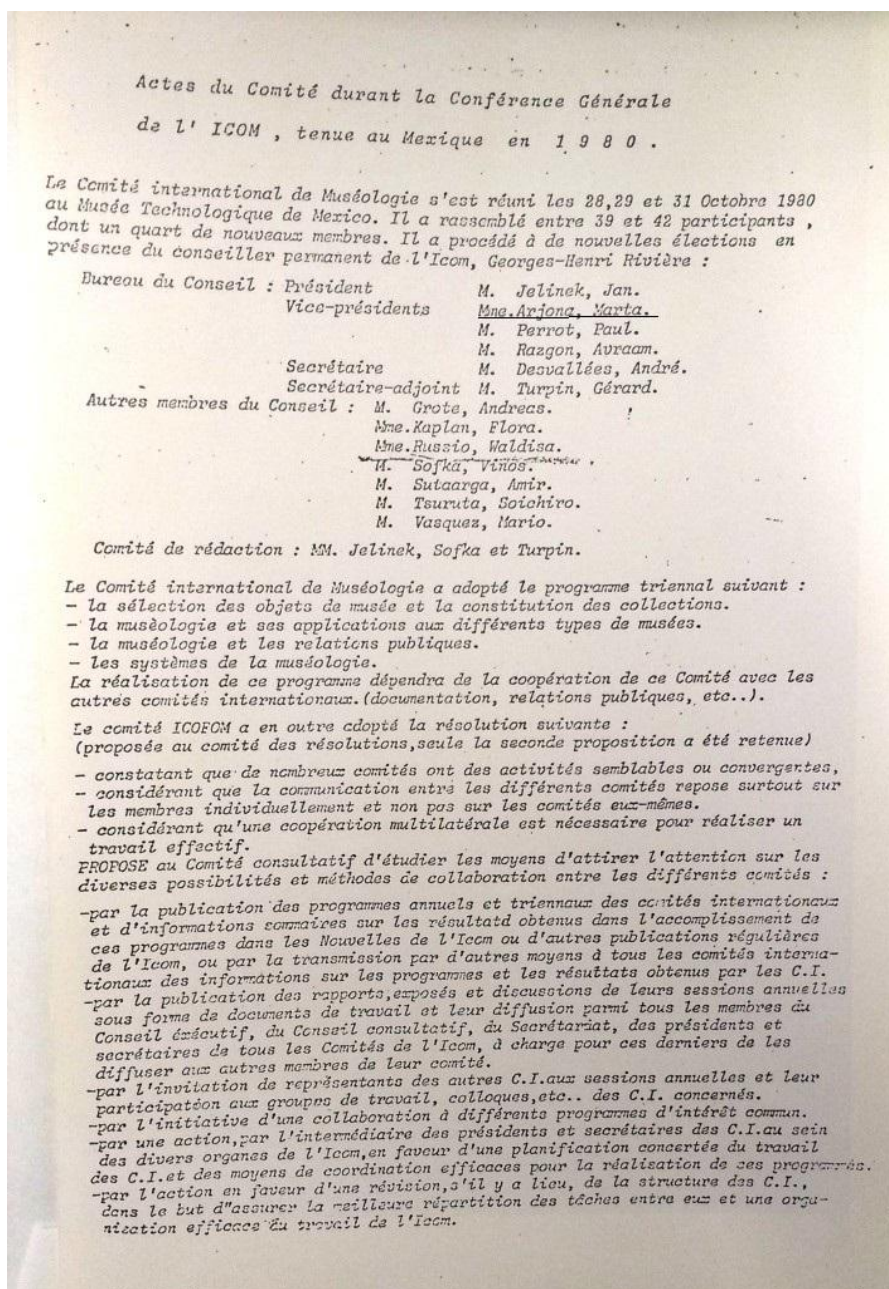 Actes du Comité durant la Conférence Générale
de l' ICOM , tenue au Mexique en 1 9 8 0 .
Le Comité international de Muséologie s'est réuni les 28,29 et 31 Octobre 1980
au Musée Technologique de Mexico. Il a rassemblé entre 39 et 42 participants ,
dont un quart de nouveaux membres. Il a procédé à de nouvelles élections en
présence du conseiller permanent de l'Icom, Georges-Henri Rivière :
Bureau du Conseil : Président M. Jelinek, Jan.
Vice-présidents Mme.Arjona, Marta.
M. Perrot, Paul.
M. Razgon, Avraam.
Secrétaire M. Desvallées, André.
Secrétaire-adjoint M. Turpin, Gérard.
Autres membres du Conseil : M. Grote, Andreas.
Mme.Kaplan, Flora.
Mme.Russio, Waldisa.
M. Sofka, Vinos.
M. Sutaarga, Amir.
M. Tsuruta, Soichiro.
M. Vasquez, Mario.
Comité de rédaction : MM. Jelinek, Sofka et Turpin.
Le Comité international de Muséologie a adopté le programme triennal suivant :
- la sélection des objets de musée et la constitution des collections.
- la musèologie et ses applications aux différents types de musées.
- la muséologie et les relations publiques.
- les systèmes de la muséologie.
La réalisation de ce programme dépendra de la coopération de ce Comité avec les
autres comités internationaux.(documentation, relations publiques, etc..).
Le comité ICOFOM a en outre adopté la résolution suivante :
(proposée au comité des résolutions,seule la seconde proposition a été retenue)
- constatant que de nombreux comités ont des activités semblables ou convergentes,
- considérant que la communication entre les différents comités repose surtout sur
les membres individuellement et non pas sur les comités eux-mêmes.
- considérant qu'une coopération multilatérale est nécessaire pour réaliser un
travail effectif.
PROPOSE au Comité consultatif d'étudier les moyens d'attirer l'attention sur les
diverses possibilités et méthodes de collaboration entre les différents comités :
-par la publication des programmes annuels et triennaux des comités internationaux
et d'informations sommaires sur les résultatd obtenus dans l'accomplissement de
ces programmes dans les Nouvelles de l'Icom ou d'autres publications régulières
de l'Icom, ou par la transmission par d'autres moyens à tous les comités interna-
tionaux des informations sur les programmes et les résultats obtenus par les C.I.
-par la publication des rapports,exposés et discussions de leurs sessions annuelles
sous forme de documents de travail et leur diffusion parmi tous les membres du
Conseil éxécutif, du Conseil consultatif, du Secrétariat, des présidents et
secrétaires de tous les Comités de l'Icom, à charge pour ces derniers de les
diffuser aux autres membres de leur comité.
-par l'invitation de représentants des autres C.I.aux sessions annuelles et leur
participatéon aux groupes de travail, colloques,etc.. des C.I. concernés.
-par l'initiative d'une collaboration à différents programmes d'intérêt commun.
-par une action,par l'intermédiaire des présidents et secrétaires des C.I.au sein
des divers organes de l'Icom,en faveur d'une planification concertée du travail
des C.I.et des moyens de coordination efficaces pour la réalisation de ces programmes.
-par l'action en faveur d'une révision,s'il y a lieu, de la structure des C.I.,
dans le but d"assurer la meilleure répartition des tâches entre eux et une orga-
nisation efficace du travail de l'Icom.